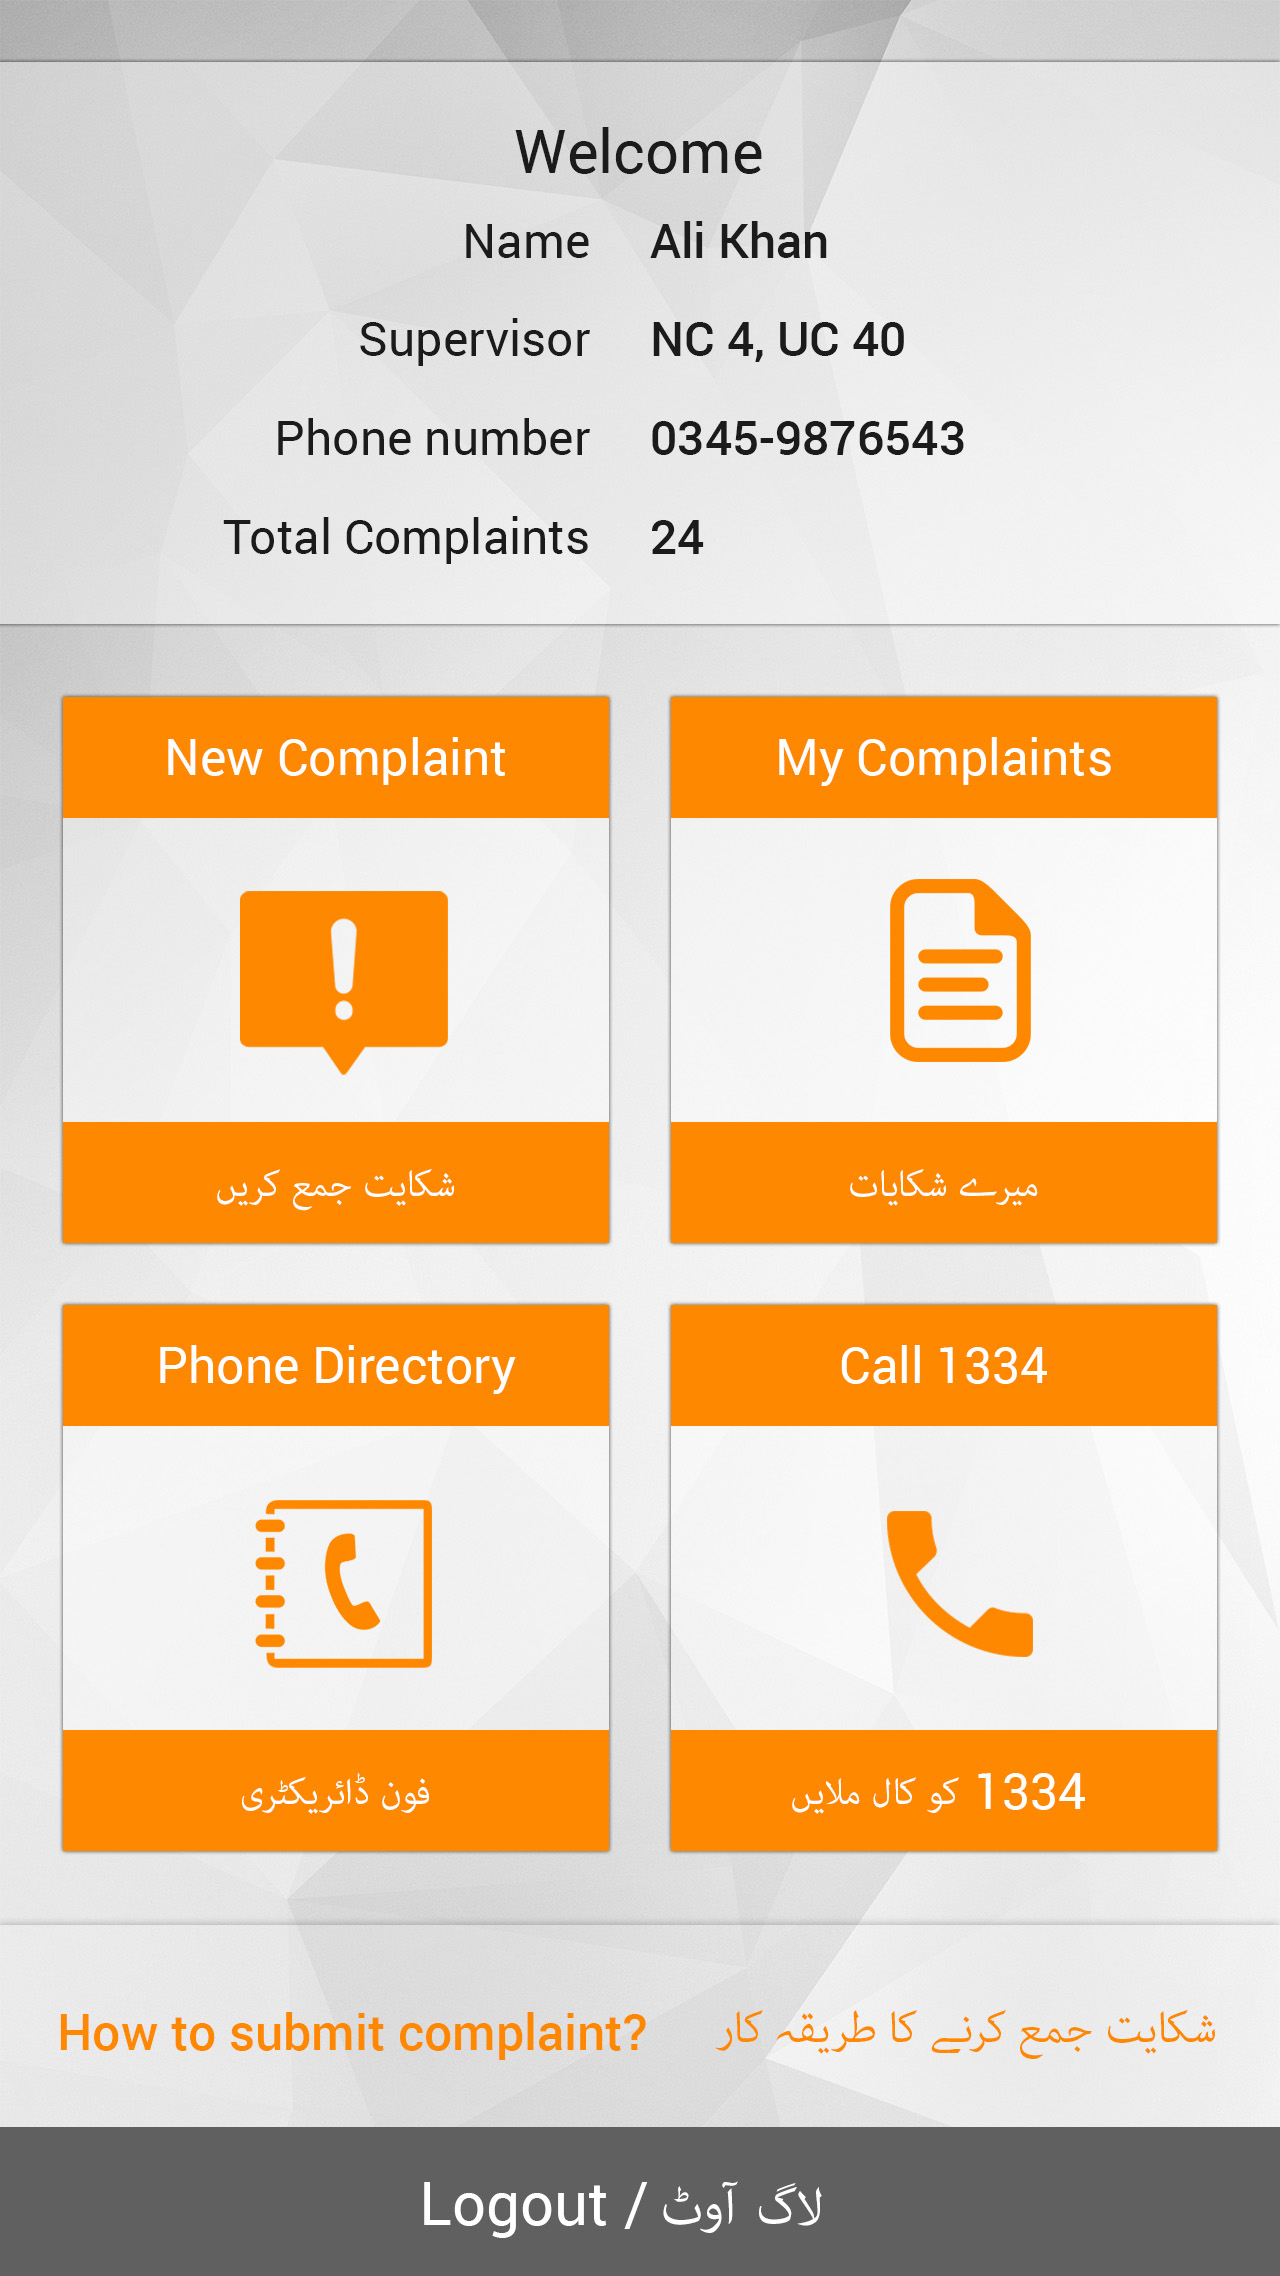 Welcome
Name Ali Khan
Supervisor NC 4, UC 40
Phone number 0345-9876543
Total Complaints 24
New Complaint
شکایت جمع کریں
My Complaints
میرے شکایات
Phone Directory
فون ڈائریکٹری
Call 1334
1334 کو کال ملایں
How to submit complaint?
شکایت جمع کرنے کا طریقہ کار
Logout / لاگ آوٹ